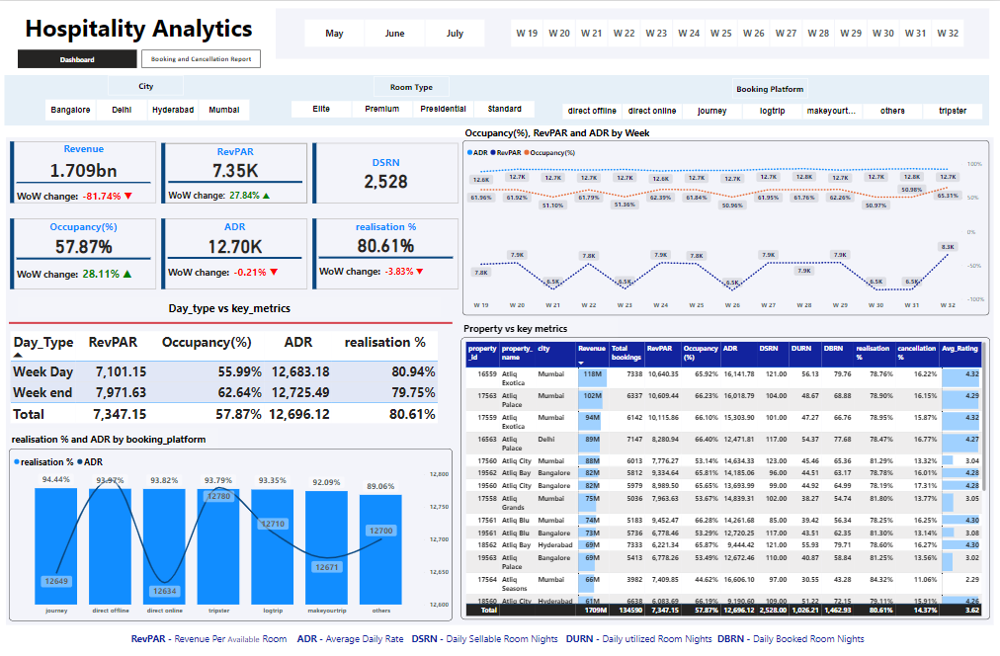 Hospitality Analytics
Dashboard
Booking and Cancellation Report
May June July
W 19 W 20 W 21 W 22 W 23 W 24 W 25 W 26 W 27 W 28 W 29 W 30 W 31 W 32
City
Bangalore Delhi Hyderabad Mumbai
Room Type
Elite Premium Presidential Standard
Booking Platform
direct offline direct online journey logtrip makeyourt... others tripster
Revenue
1.709bn
WoW change: -81.74% ▼
RevPAR
7.35K
WoW change: 27.84% ▲
DSRN
2,528
Occupancy(%)
57.87%
WoW change: 28.11% ▲
ADR
12.70K
WoW change: -0.21% ▼
realisation %
80.61%
WoW change: -3.83% ▼
Occupancy(%), RevPAR and ADR by Week
ADR RevPAR Occupancy(%)
100%
50%
0%
-50%
-100%
12.6K 12.7K 12.7K 12.7K 12.7K 12.6K 12.7K 12.7K 12.7K 12.8K 12.7K 12.7K 12.8K 12.7K
61.96% 61.92% 51.10% 61.79% 51.36% 62.39% 61.84% 50.96% 61.95% 61.76% 62.26% 50.97% 50.98% 65.31%
7.8K 7.9K 6.5K 7.8K 6.5K 7.9K 7.8K 6.5K 7.9K 7.9K 7.9K 6.5K 6.5K 8.3K
W 19 W 20 W 21 W 22 W 23 W 24 W 25 W 26 W 27 W 28 W 29 W 30 W 31 W 32
Day_type vs key_metrics
Day_Type RevPAR Occupancy(%) ADR realisation %
Week Day 7,101.15 55.99% 12,683.18 80.94%
Week end 7,971.63 62.64% 12,725.49 79.75%
Total 7,347.15 57.87% 12,696.12 80.61%
realisation % and ADR by booking_platform
realisation % ADR
94.44% 93.97% 93.82% 93.79% 93.35% 92.09% 89.06%
12,800
12,750
12,700
12,650
12,600
12649 12634 12780 12710 12671 12700
journey direct offline direct online tripster logtrip makeyourtrip others
Property vs key metrics
property_id property_name city Revenue Total bookings RevPAR Occupancy (%) ADR DSRN DURN DBRN realisation % cancellation % Avg_Rating
16559 Atliq Exotica Mumbai 118M 7338 10,640.35 65.92% 16,141.78 121.00 56.13 79.76 78.76% 16.22% 4.32
17563 Atliq Palace Mumbai 102M 6337 10,609.44 66.23% 16,018.79 104.00 48.67 68.88 78.90% 16.15% 4.29
17559 Atliq Exotica Mumbai 94M 6142 10,115.86 66.10% 15,303.90 101.00 47.27 66.76 78.95% 15.87% 4.32
16563 Atliq Palace Delhi 89M 7147 8,280.94 66.40% 12,471.81 117.00 54.37 77.68 78.47% 16.77% 4.27
17560 Atliq City Mumbai 88M 6013 7,776.27 53.14% 14,634.33 123.00 45.46 65.36 81.29% 13.32% 3.04
19562 Atliq Bay Bangalore 82M 5812 9,334.64 65.81% 14,185.06 96.00 44.51 63.17 78.78% 16.01% 4.28
19560 Atliq City Bangalore 82M 5979 8,989.50 65.65% 13,693.99 99.00 44.92 64.99 78.19% 17.31% 4.28
17558 Atliq Grands Mumbai 75M 5036 7,963.63 53.67% 14,839.31 102.00 38.27 54.74 81.80% 13.77% 3.05
17561 Atliq Blu Mumbai 74M 5183 9,452.47 66.28% 14,261.68 85.00 39.42 56.34 78.25% 16.25% 4.30
19561 Atliq Blu Bangalore 73M 5736 6,778.46 53.29% 12,720.25 117.00 43.51 62.35 81.30% 13.14% 3.08
18562 Atliq Bay Hyderabad 69M 7333 6,221.34 65.87% 9,444.42 121.00 55.93 79.71 78.60% 16.27% 4.30
19563 Atliq Palace Bangalore 69M 5413 6,778.26 53.49% 12,672.46 110.00 40.87 58.84 81.25% 13.56% 3.02
17564 Atliq Seasons Mumbai 66M 3982 7,409.85 44.62% 16,606.10 97.00 30.55 43.28 84.32% 11.06% 2.29
18560 Atliq City Hyderabad 61M 6638 6,083.69 66.19% 9,190.60 109.00 51.22 72.15 79.11% 15.91% 4.26
Total 1709M 134590 7,347.15 57.87% 12,696.12 2,528.00 1,026.21 1,462.93 80.61% 14.37% 3.62
RevPAR - Revenue Per Available Room ADR - Average Daily Rate DSRN - Daily Sellable Room Nights DURN - Daily utilized Room Nights DBRN - Daily Booked Room Nights